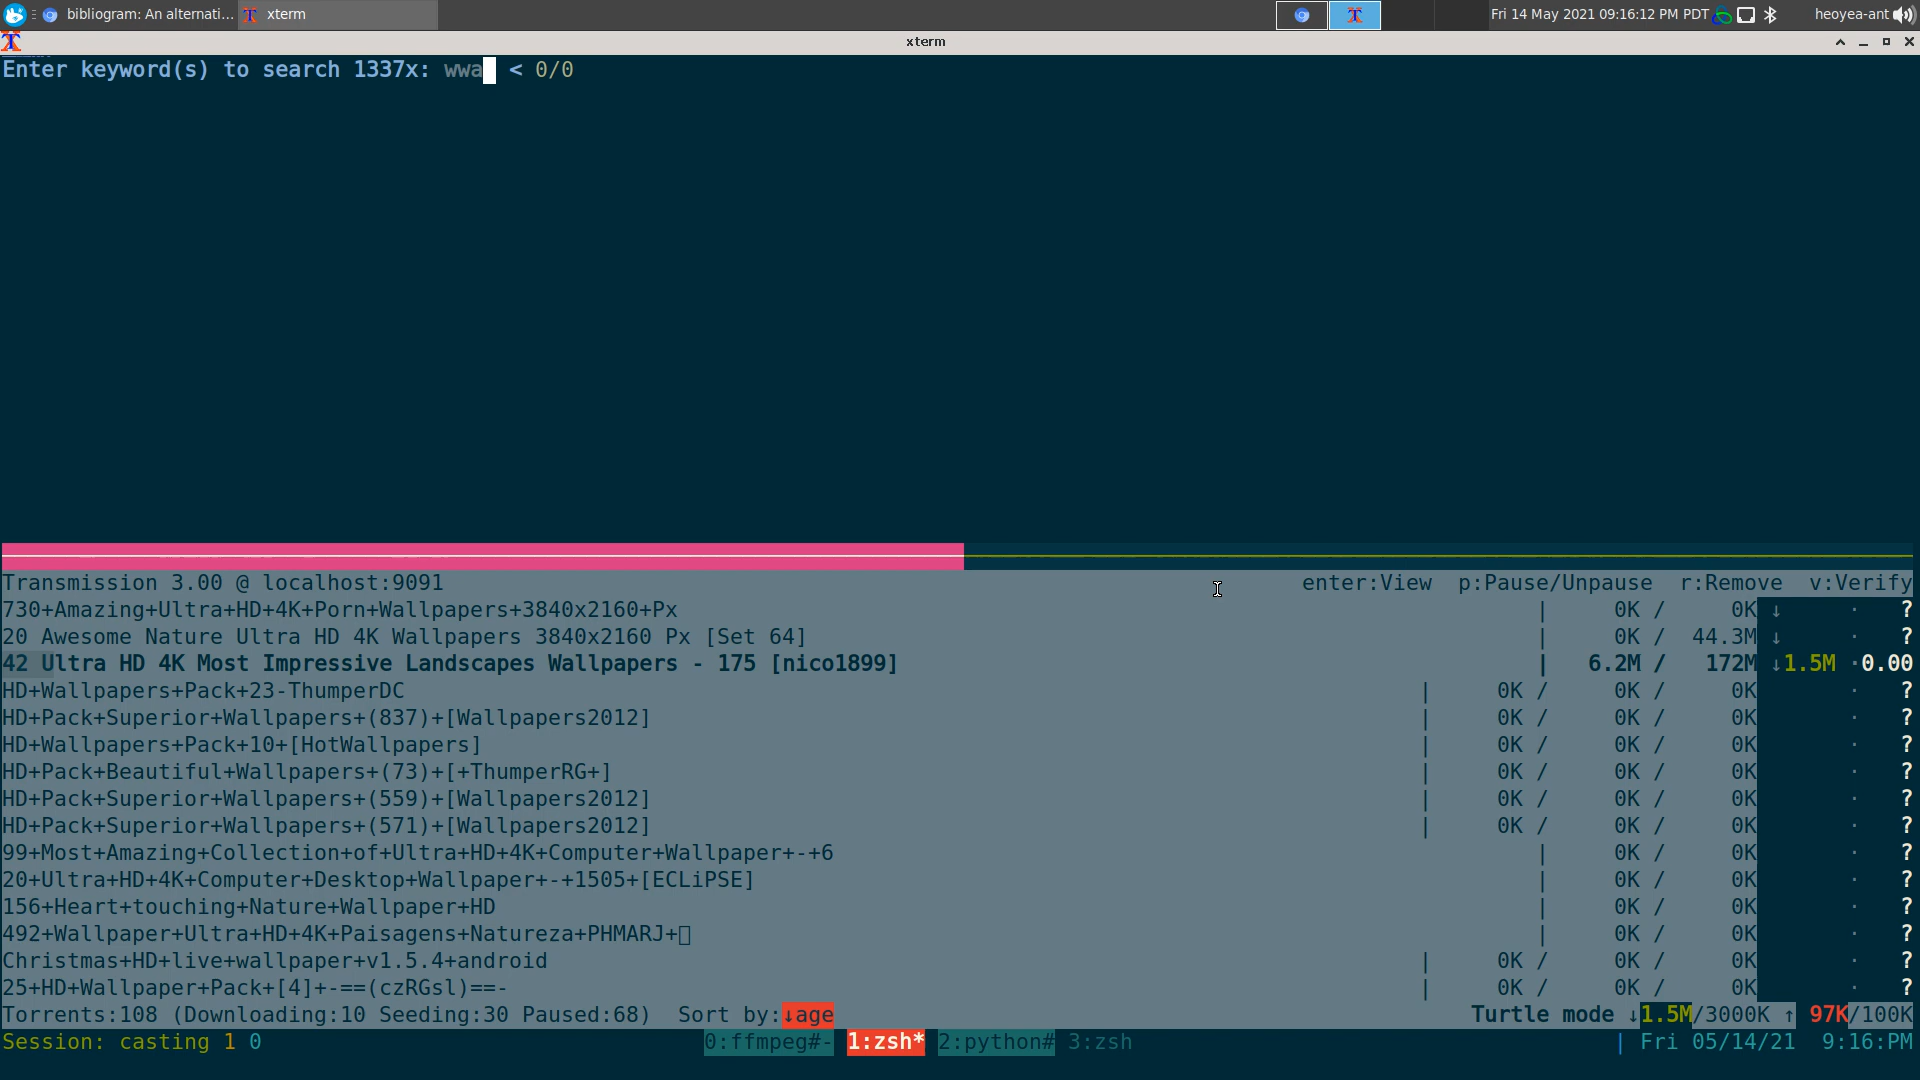 bibliogram: An alternati... xterm Fri 14 May 2021 09:16:12 PM PDT heoyea-ant
xterm
Enter keyword(s) to search 1337x: wwa < 0/0
Transmission 3.00 @ localhost:9091 enter:View p:Pause/Unpause r:Remove v:Verify
730+Amazing+Ultra+HD+4K+Porn+Wallpapers+3840x2160+Px | 0K / 0K ↓ · ?
20 Awesome Nature Ultra HD 4K Wallpapers 3840x2160 Px [Set 64] | 0K / 44.3M ↓ · ?
42 Ultra HD 4K Most Impressive Landscapes Wallpapers - 175 [nico1899] | 6.2M / 172M ↓1.5M ·0.00
HD+Wallpapers+Pack+23-ThumperDC | 0K / 0K / 0K · ?
HD+Pack+Superior+Wallpapers+(837)+[Wallpapers2012] | 0K / 0K / 0K · ?
HD+Wallpapers+Pack+10+[HotWallpapers] | 0K / 0K / 0K · ?
HD+Pack+Beautiful+Wallpapers+(73)+[+ThumperRG+] | 0K / 0K / 0K · ?
HD+Pack+Superior+Wallpapers+(559)+[Wallpapers2012] | 0K / 0K / 0K · ?
HD+Pack+Superior+Wallpapers+(571)+[Wallpapers2012] | 0K / 0K / 0K · ?
99+Most+Amazing+Collection+of+Ultra+HD+4K+Computer+Wallpaper+-+6 | 0K / 0K · ?
20+Ultra+HD+4K+Computer+Desktop+Wallpaper+-+1505+[ECLiPSE] | 0K / 0K · ?
156+Heart+touching+Nature+Wallpaper+HD | 0K / 0K · ?
492+Wallpaper+Ultra+HD+4K+Paisagens+Natureza+PHMARJ+▯ | 0K / 0K · ?
Christmas+HD+live+wallpaper+v1.5.4+android | 0K / 0K / 0K · ?
25+HD+Wallpaper+Pack+[4]+-==(czRGsl)==- | 0K / 0K / 0K · ?
Torrents:108 (Downloading:10 Seeding:30 Paused:68) Sort by:↓age Turtle mode ↓1.5M/3000K ↑ 97K/100K
Session: casting 1 0 0:ffmpeg#- 1:zsh* 2:python# 3:zsh | Fri 05/14/21 9:16:PM